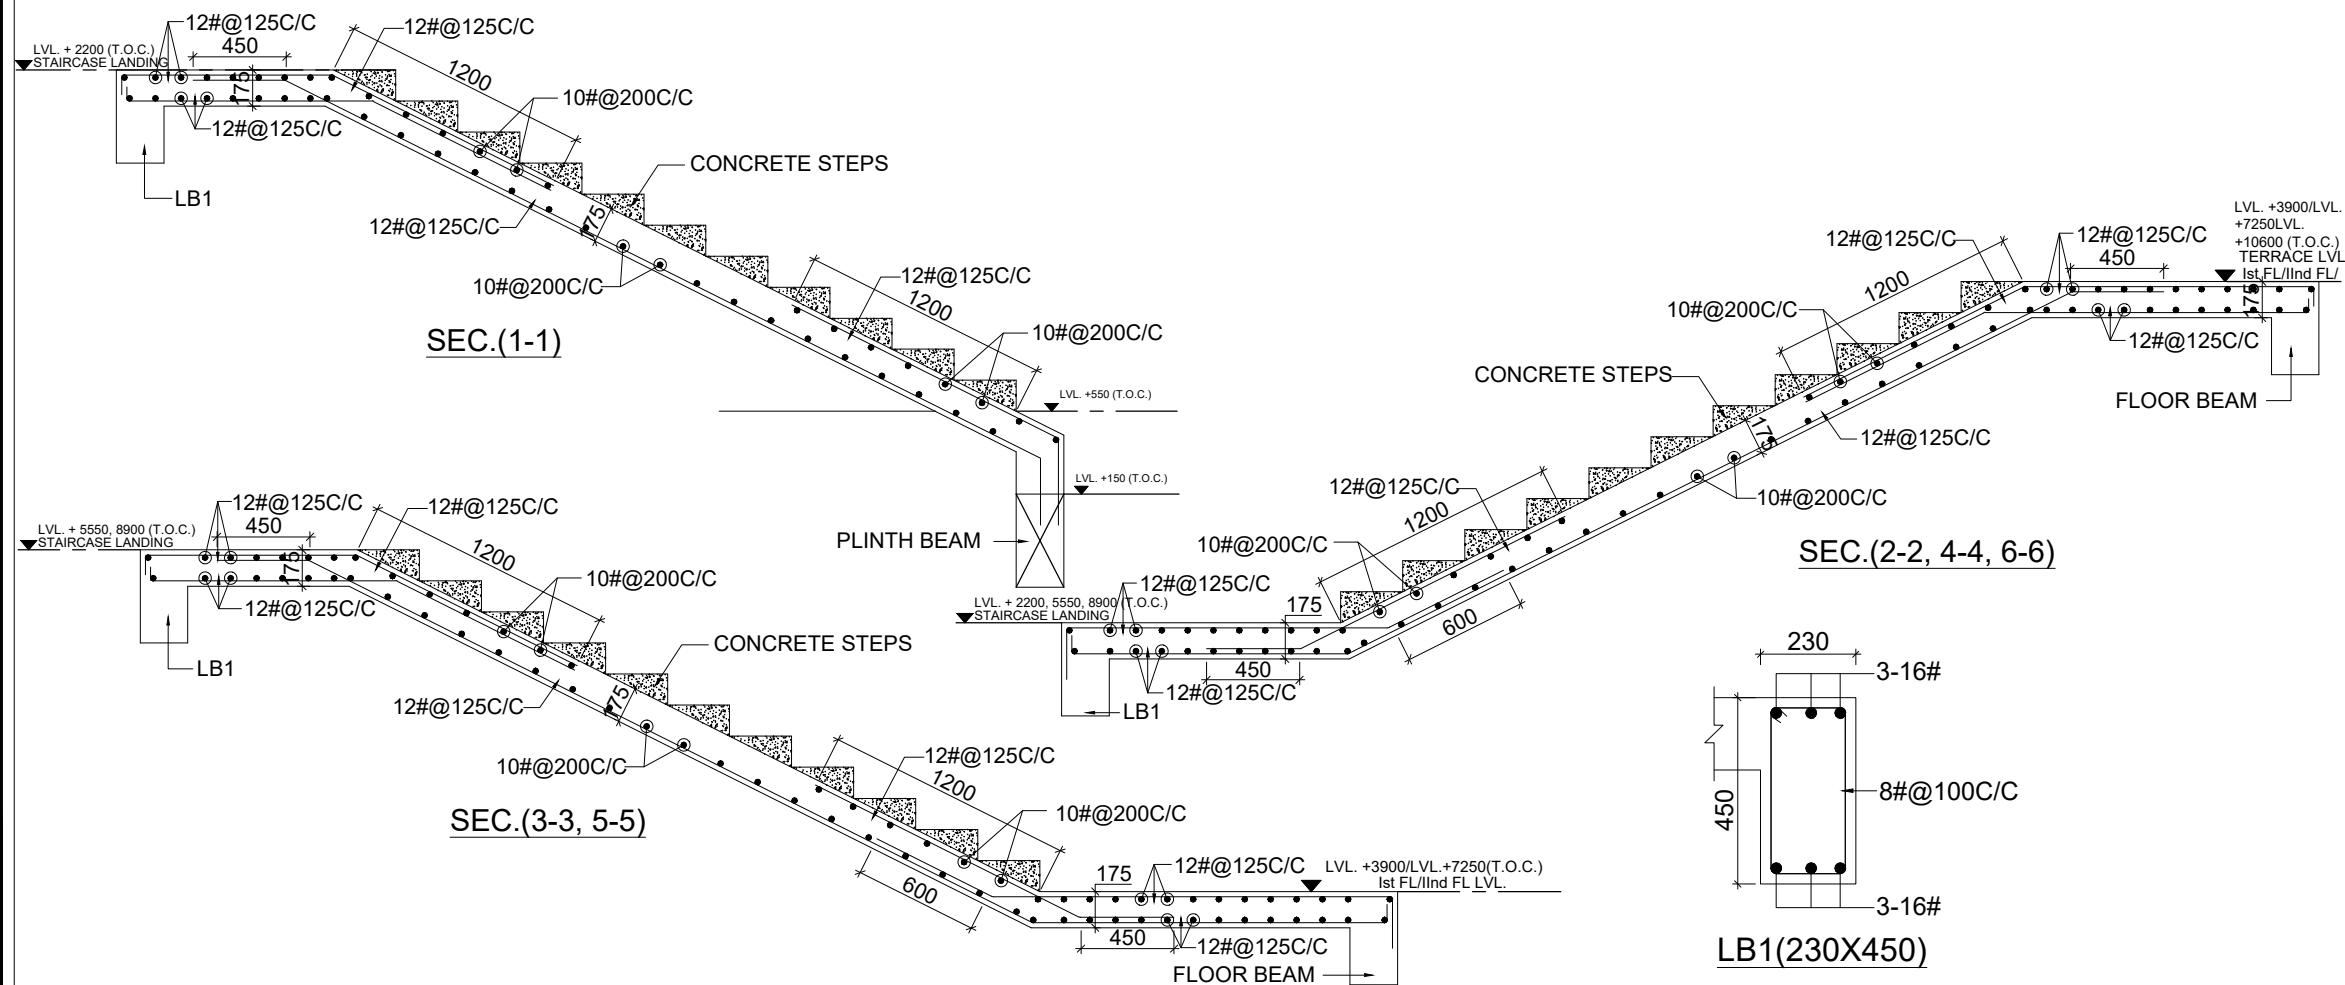 12#@125C/C
12#@125C/C
LVL. + 2200 (T.O.C.)
STAIRCASE LANDING
450
175
1200
10#@200C/C
12#@125C/C
CONCRETE STEPS
LB1
12#@125C/C
175
10#@200C/C
12#@125C/C
1200
10#@200C/C
SEC.(1-1)
LVL. +550 (T.O.C.)
LVL. +150 (T.O.C.)
PLINTH BEAM
12#@125C/C
12#@125C/C
LVL. + 5550, 8900 (T.O.C.)
STAIRCASE LANDING
450
175
1200
10#@200C/C
12#@125C/C
CONCRETE STEPS
LB1
12#@125C/C
175
10#@200C/C
12#@125C/C
1200
10#@200C/C
SEC.(3-3, 5-5)
600
175
12#@125C/C
LVL. +3900/LVL.+7250(T.O.C.)
Ist FL/IInd FL LVL.
450
12#@125C/C
FLOOR BEAM
LVL. +3900/LVL.
+7250LVL.
+10600 (T.O.C.)
TERRACE LVL
Ist FL/IInd FL/
12#@125C/C
12#@125C/C
450
1200
175
10#@200C/C
12#@125C/C
CONCRETE STEPS
FLOOR BEAM
175
12#@125C/C
12#@125C/C
10#@200C/C
1200
10#@200C/C
SEC.(2-2, 4-4, 6-6)
12#@125C/C
LVL. + 2200, 5550, 8900 (T.O.C.)
STAIRCASE LANDING
175
600
450
12#@125C/C
LB1
230
3-16#
450
8#@100C/C
3-16#
LB1(230X450)